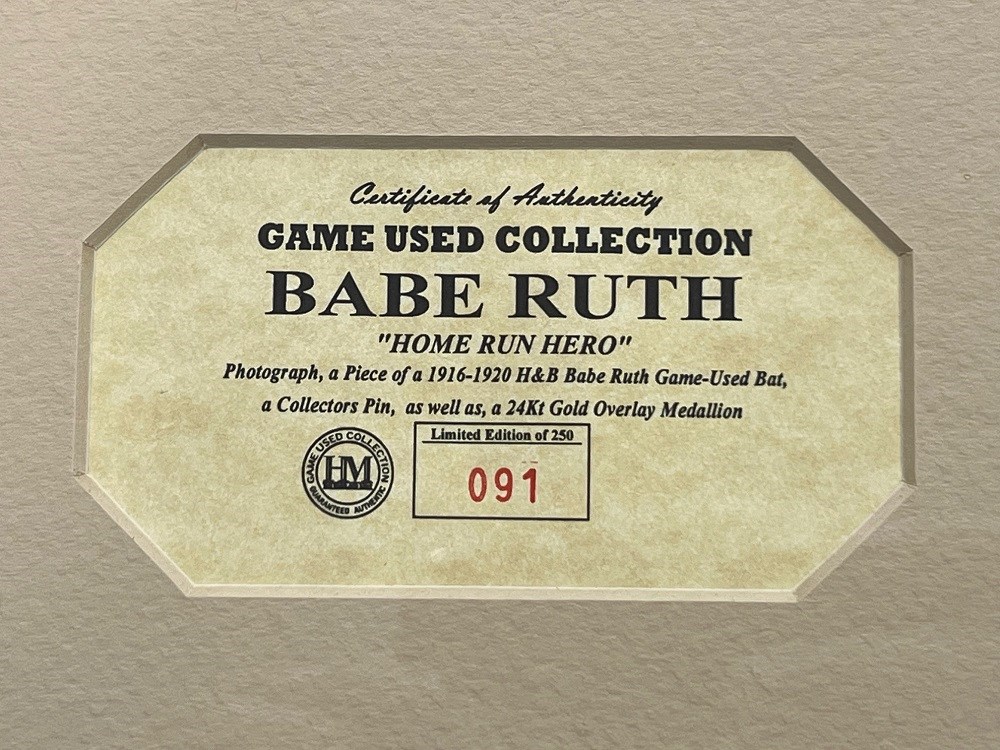 Certificate of Authenticity
GAME USED COLLECTION
BABE RUTH
"HOME RUN HERO"
Photograph, a Piece of a 1916-1920 H&B Babe Ruth Game-Used Bat,
a Collectors Pin, as well as, a 24Kt Gold Overlay Medallion
GAME USED COLLECTION
HM
GUARANTEED AUTHENTIC
Limited Edition of 250
091